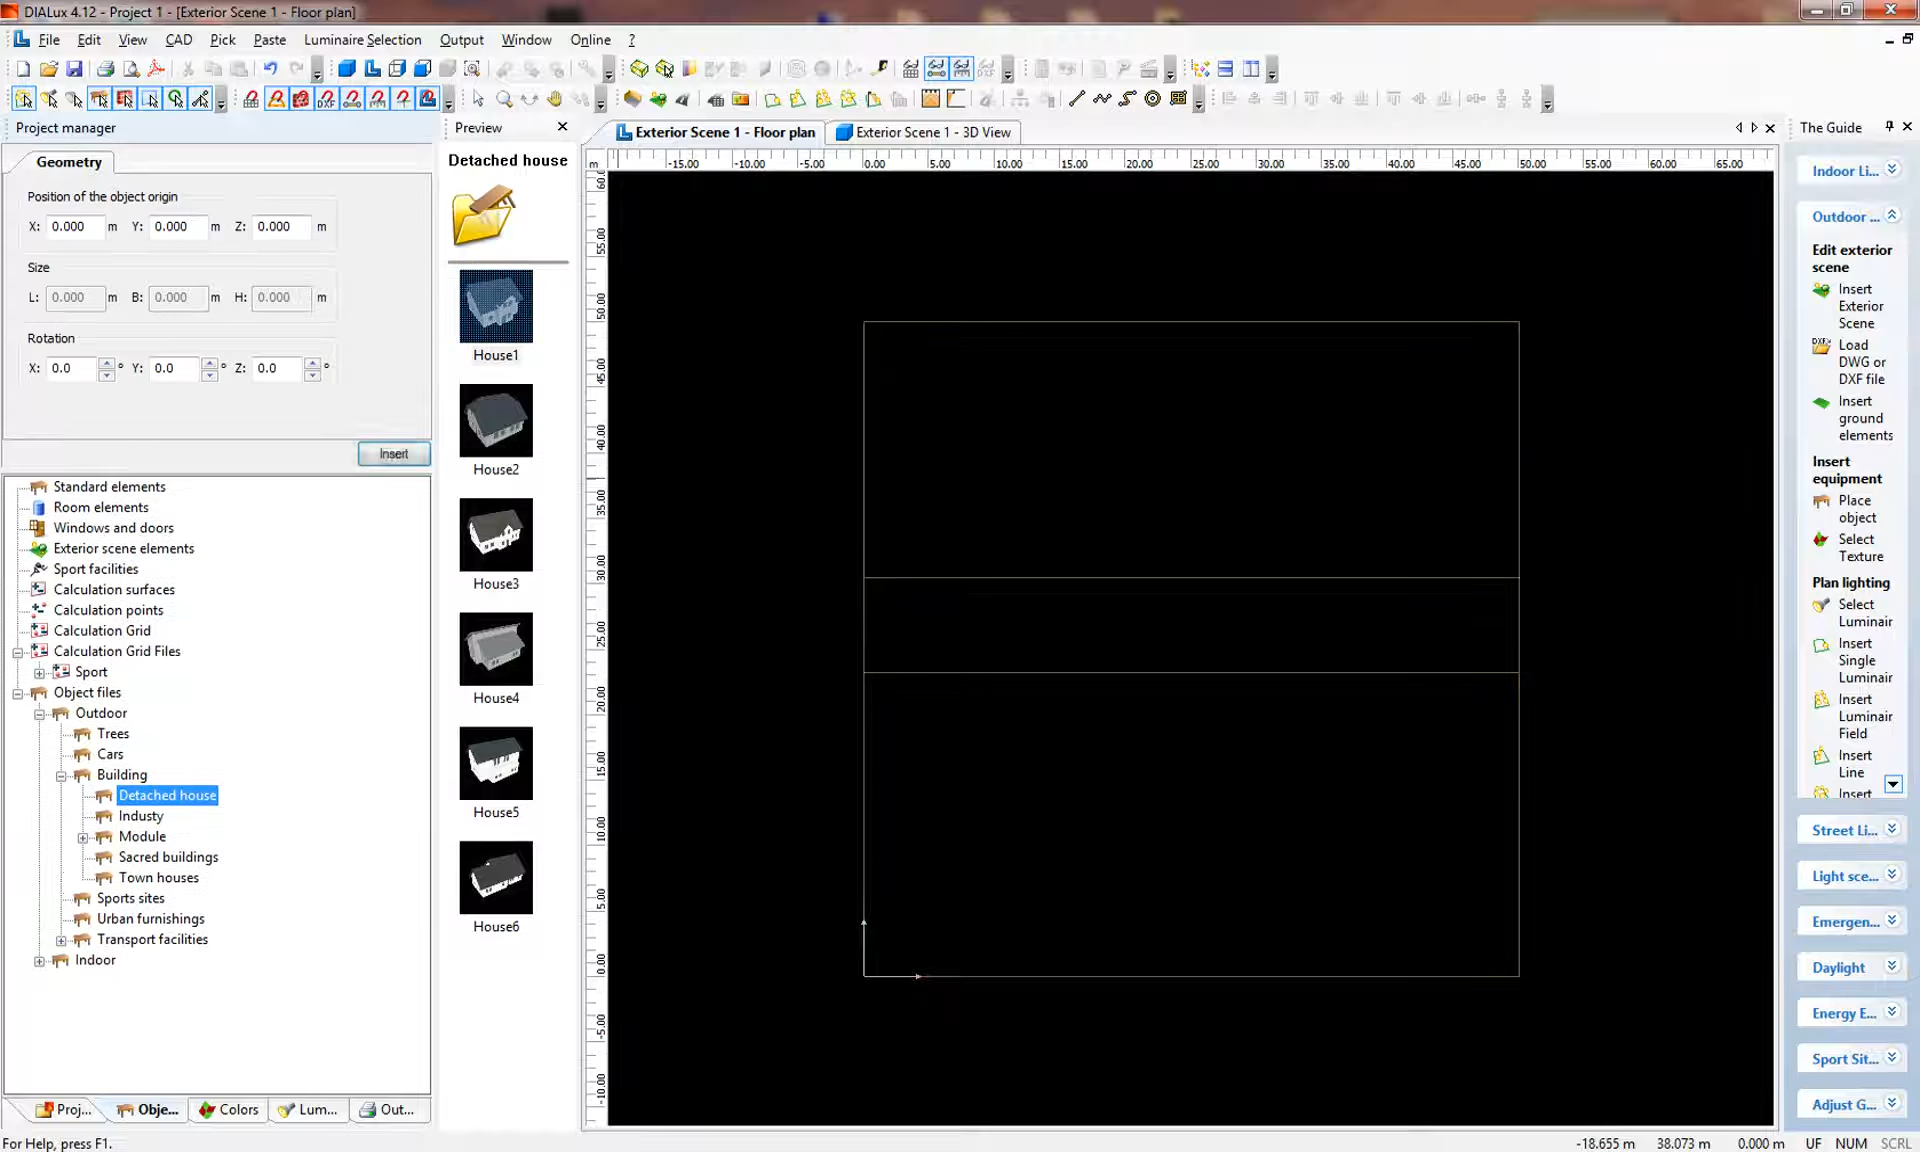 DIALux 4.12 - Project 1 - [Exterior Scene 1 - Floor plan]
File Edit View CAD Pick Paste Luminaire Selection Output Window Online ?
Project manager
Geometry
Position of the object origin
X: 0.000 m Y: 0.000 m Z: 0.000 m
Size
L: 0.000 m B: 0.000 m H: 0.000 m
Rotation
X: 0.0 ° Y: 0.0 ° Z: 0.0 °
Insert
Standard elements
Room elements
Windows and doors
Exterior scene elements
Sport facilities
Calculation surfaces
Calculation points
Calculation Grid
Calculation Grid Files
Sport
Object files
Outdoor
Trees
Cars
Building
Detached house
Industy
Module
Sacred buildings
Town houses
Sports sites
Urban furnishings
Transport facilities
Indoor
Proj... Obje... Colors Lum... Out...
Preview
Detached house
House1
House2
House3
House4
House5
House6
Exterior Scene 1 - Floor plan Exterior Scene 1 - 3D View
m -15.00 -10.00 -5.00 0.00 5.00 10.00 15.00 20.00 25.00 30.00 35.00 40.00 45.00 50.00 55.00 60.00 65.00
55.00
50.00
45.00
40.00
35.00
30.00
25.00
20.00
15.00
10.00
5.00
0.00
-5.00
-10.00
The Guide
Indoor Li...
Outdoor ...
Edit exterior
scene
Insert
Exterior
Scene
Load
DWG or
DXF file
Insert
ground
elements
Insert
equipment
Place
object
Select
Texture
Plan lighting
Select
Luminair
Insert
Single
Luminair
Insert
Luminair
Field
Insert
Line
Insert
Street Li...
Light sce...
Emergen...
Daylight
Energy E...
Sport Sit...
Adjust G...
For Help, press F1.
-18.655 m 38.073 m 0.000 m UF NUM SCRL